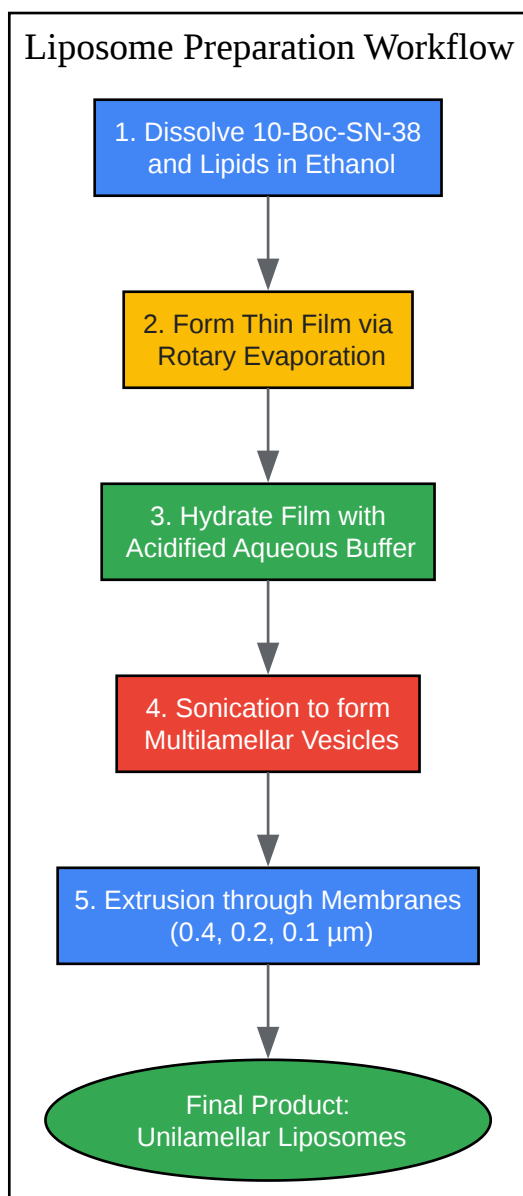 Liposome Preparation Workflow
1. Dissolve 10-Boc-SN-38
and Lipids in Ethanol
2. Form Thin Film via
Rotary Evaporation
3. Hydrate Film with
Acidified Aqueous Buffer
4. Sonication to form
Multilamellar Vesicles
5. Extrusion through Membranes
(0.4, 0.2, 0.1 µm)
Final Product:
Unilamellar Liposomes